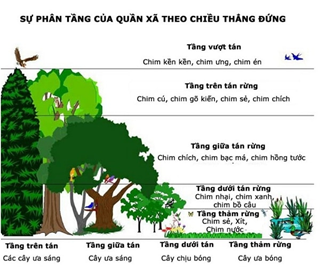 SỰ PHÂN TẦNG CỦA QUẦN XÃ THEO CHIỀU THẲNG ĐỨNG
Tầng vượt tán
Chim kền kền, chim ưng, chim én
Tầng trên tán rừng
Chim cú, chim gõ kiến, chim sẻ, chim chích
Tầng giữa tán rừng
Chim chích, chim bạc má, chim hồng tước
Tầng dưới tán rừng
Chim nhại, chim xanh,
chim bồ câu
Tầng thảm rừng
Chim sẻ, Xít,
Chim nước
Tầng trên tán
Các cây ưa sáng
Tầng giữa tán
Cây ưa sáng
Tầng dưới tán
Cây chịu bóng
Tầng thảm rừng
Cây ưa bóng